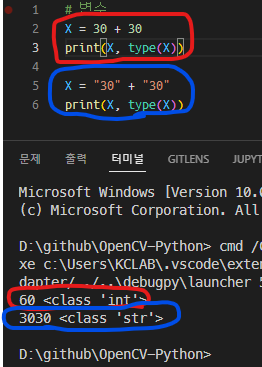 1 # 변수
2 X = 30 + 30
3 print(X, type(X))
4
5 X = "30" + "30"
6 print(X, type(X))
문제 출력 터미널 GITLENS JUPYT
Microsoft Windows [Version 10.0
(c) Microsoft Corporation. All
D:\github\OpenCV-Python> cmd /C
xe c:\Users\KCLAB\.vscode\exten
dapter/../..\debugpy\launcher 5
60 <class 'int'>
3030 <class 'str'>
D:\github\OpenCV-Python>